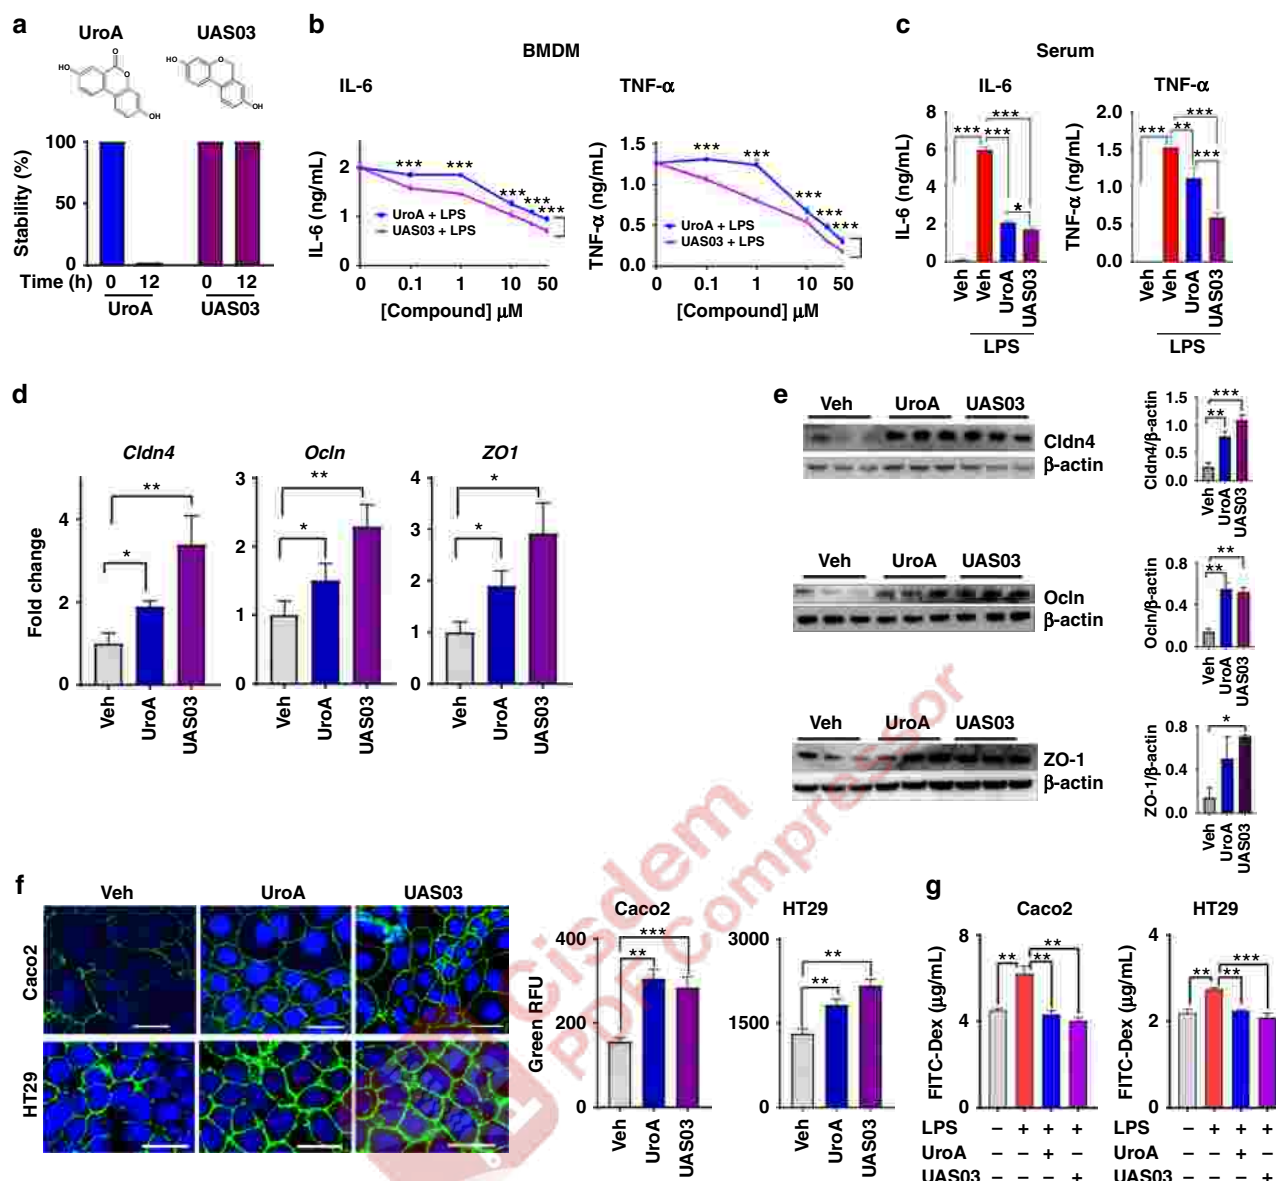 a
UroA
UAS03
HO
O
O
OH
HO
O
OH
Stability (%)
100
50
0
Time (h)
0 12 0 12
UroA UAS03
b
BMDM
IL-6
IL-6 (ng/mL)
2
1
0
*** *** *** *** ***
UroA + LPS
UAS03 + LPS
0 0.1 1 10 50
[Compound] μM
TNF-α
TNF-α (ng/mL)
1.5
1.0
0.5
0.0
*** *** *** *** ***
UroA + LPS
UAS03 + LPS
0 0.1 1 10 50
[Compound] μM
c
Serum
IL-6
IL-6 (ng/mL)
8
6
4
2
0
***
*** ***
*
Veh Veh UroA UAS03
LPS
TNF-α
TNF-α (ng/mL)
2.0
1.5
1.0
0.5
0.0
***
*** **
***
Veh Veh UroA UAS03
LPS
d
Fold change
Cldn4
4
2
0
**
*
Veh UroA UAS03
Ocln
3
2
1
0
**
*
Veh UroA UAS03
ZO1
4
3
2
1
0
*
*
Veh UroA UAS03
e
Veh UroA UAS03
Cldn4
β-actin
Cldn4/β-actin
1.5
1.0
0.5
0.0
***
**
Veh UroA UAS03
Veh UroA UAS03
Ocln
β-actin
Ocln/β-actin
0.8
0.4
0.0
**
**
Veh UroA UAS03
Veh UroA UAS03
ZO-1
β-actin
ZO-1/β-actin
0.8
0.4
0.0
*
Veh UroA UAS03
f
Veh UroA UAS03
Caco2
HT29
Green RFU
Caco2
400
200
0
***
**
Veh UroA UAS03
HT29
3000
1500
0
**
**
Veh UroA UAS03
g
Caco2
FITC-Dex (μg/mL)
8
4
0
**
** **
LPS – + + +
UroA – – + –
UAS03 – – – +
HT29
FITC-Dex (μg/mL)
4
2
0
***
** **
LPS – + + +
UroA – – + –
UAS03 – – – +
Cisdem
PDF Compressor